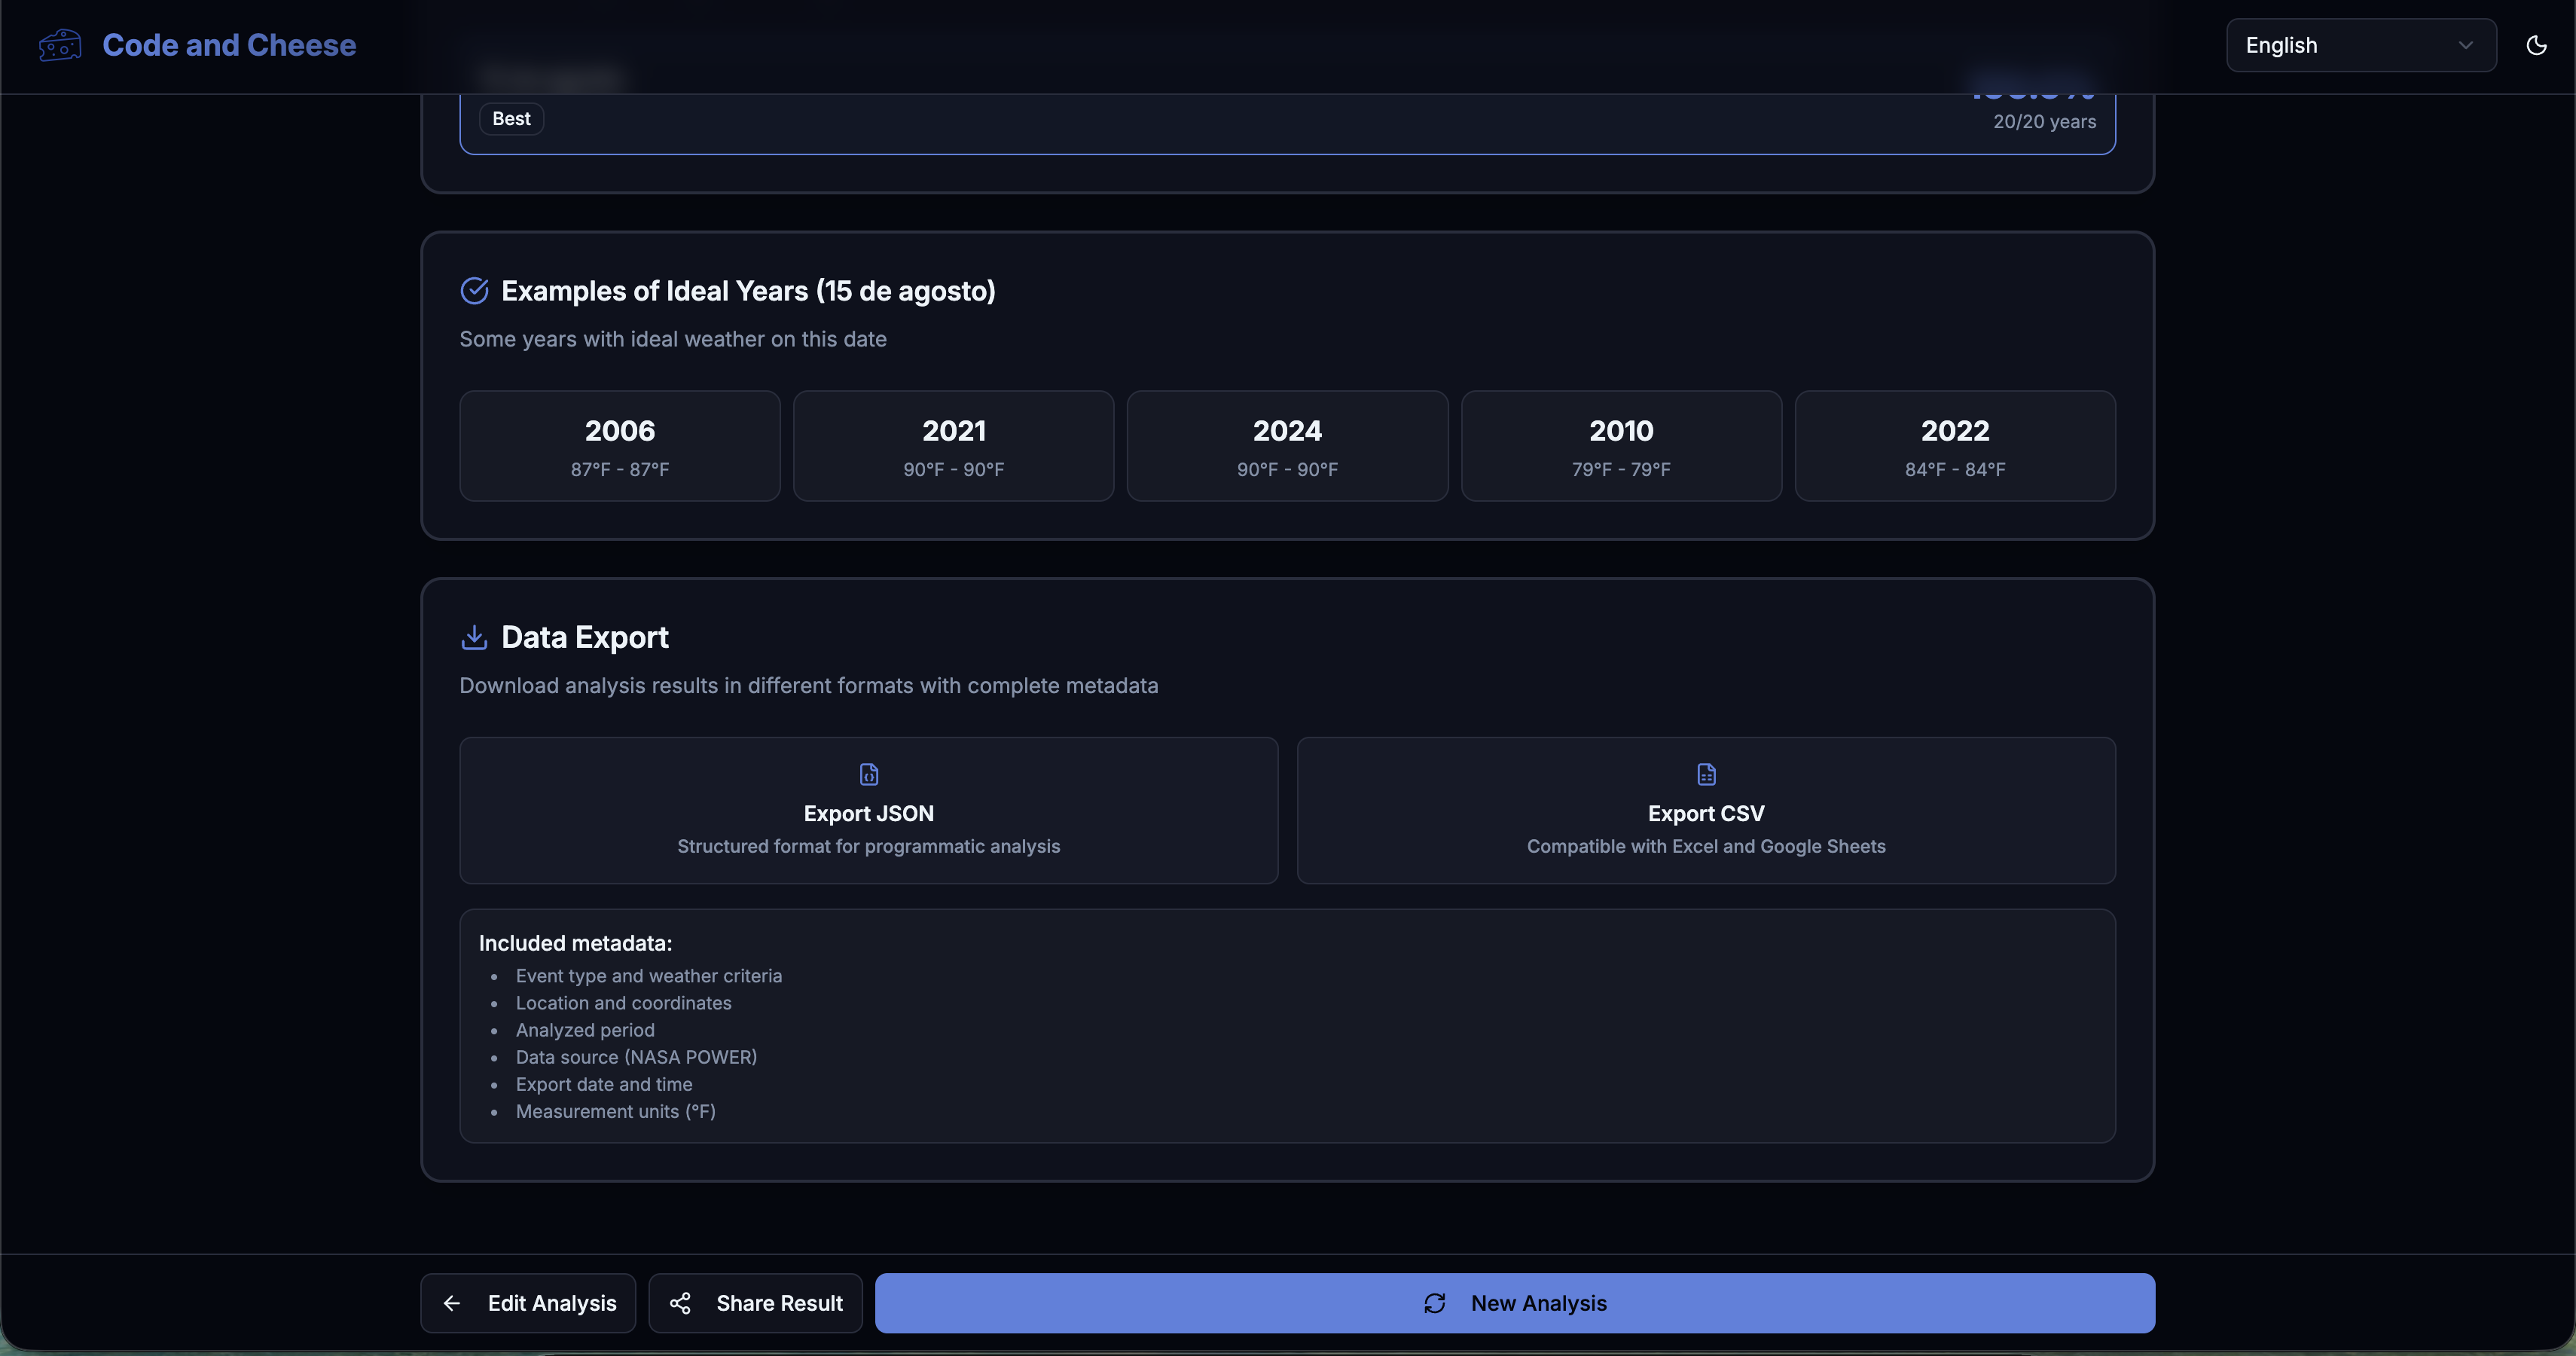 Code and Cheese
English
Best
20/20 years
Examples of Ideal Years (15 de agosto)
Some years with ideal weather on this date
2006
87°F - 87°F
2021
90°F - 90°F
2024
90°F - 90°F
2010
79°F - 79°F
2022
84°F - 84°F
Data Export
Download analysis results in different formats with complete metadata
Export JSON
Structured format for programmatic analysis
Export CSV
Compatible with Excel and Google Sheets
Included metadata:
Event type and weather criteria
Location and coordinates
Analyzed period
Data source (NASA POWER)
Export date and time
Measurement units (°F)
Edit Analysis
Share Result
New Analysis